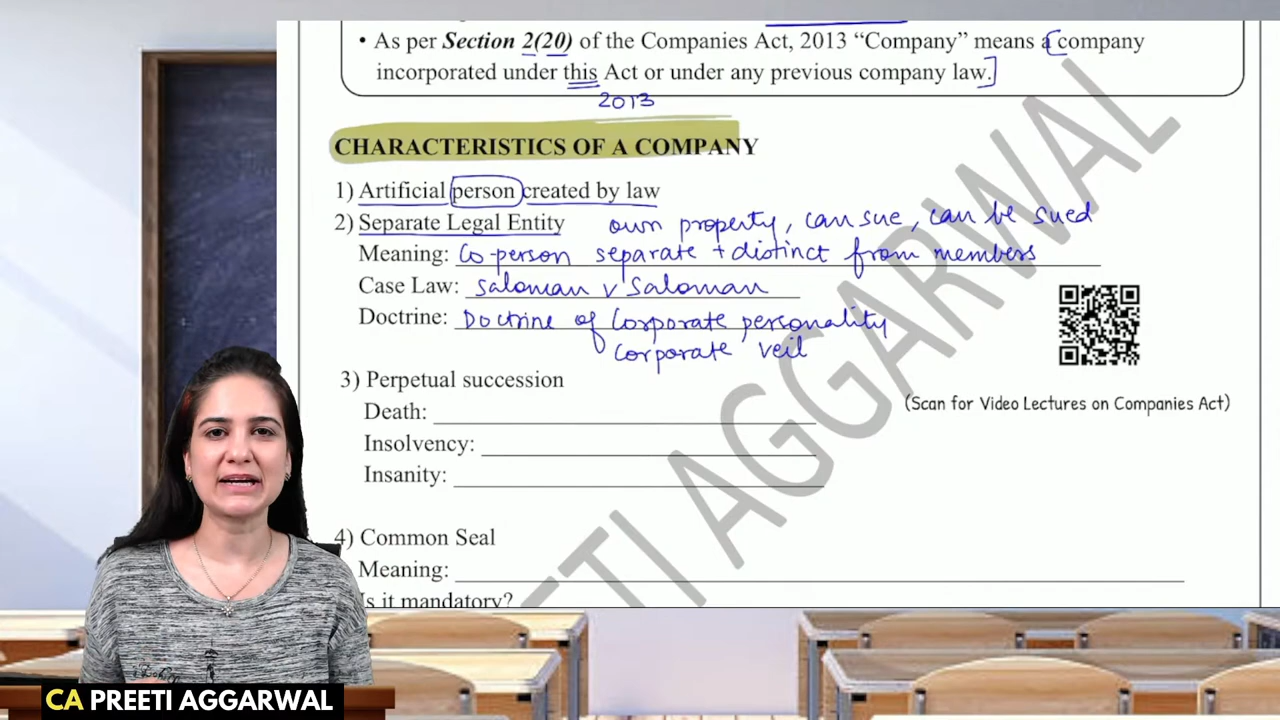 • As per Section 2(20) of the Companies Act, 2013 “Company” means a company
incorporated under this Act or under any previous company law.]
2013
CHARACTERISTICS OF A COMPANY
1) Artificial person created by law
2) Separate Legal Entity own property, can sue, can be sued
Meaning: Co-person separate + distinct from members
Case Law: Saloman v Saloman
Doctrine: Doctrine of Corporate personality
Corporate veil
3) Perpetual succession
Death:
(Scan for Video Lectures on Companies Act)
Insolvency:
Insanity:
4) Common Seal
Meaning:
Is it mandatory?
ETI AGGARWAL
CA PREETI AGGARWAL